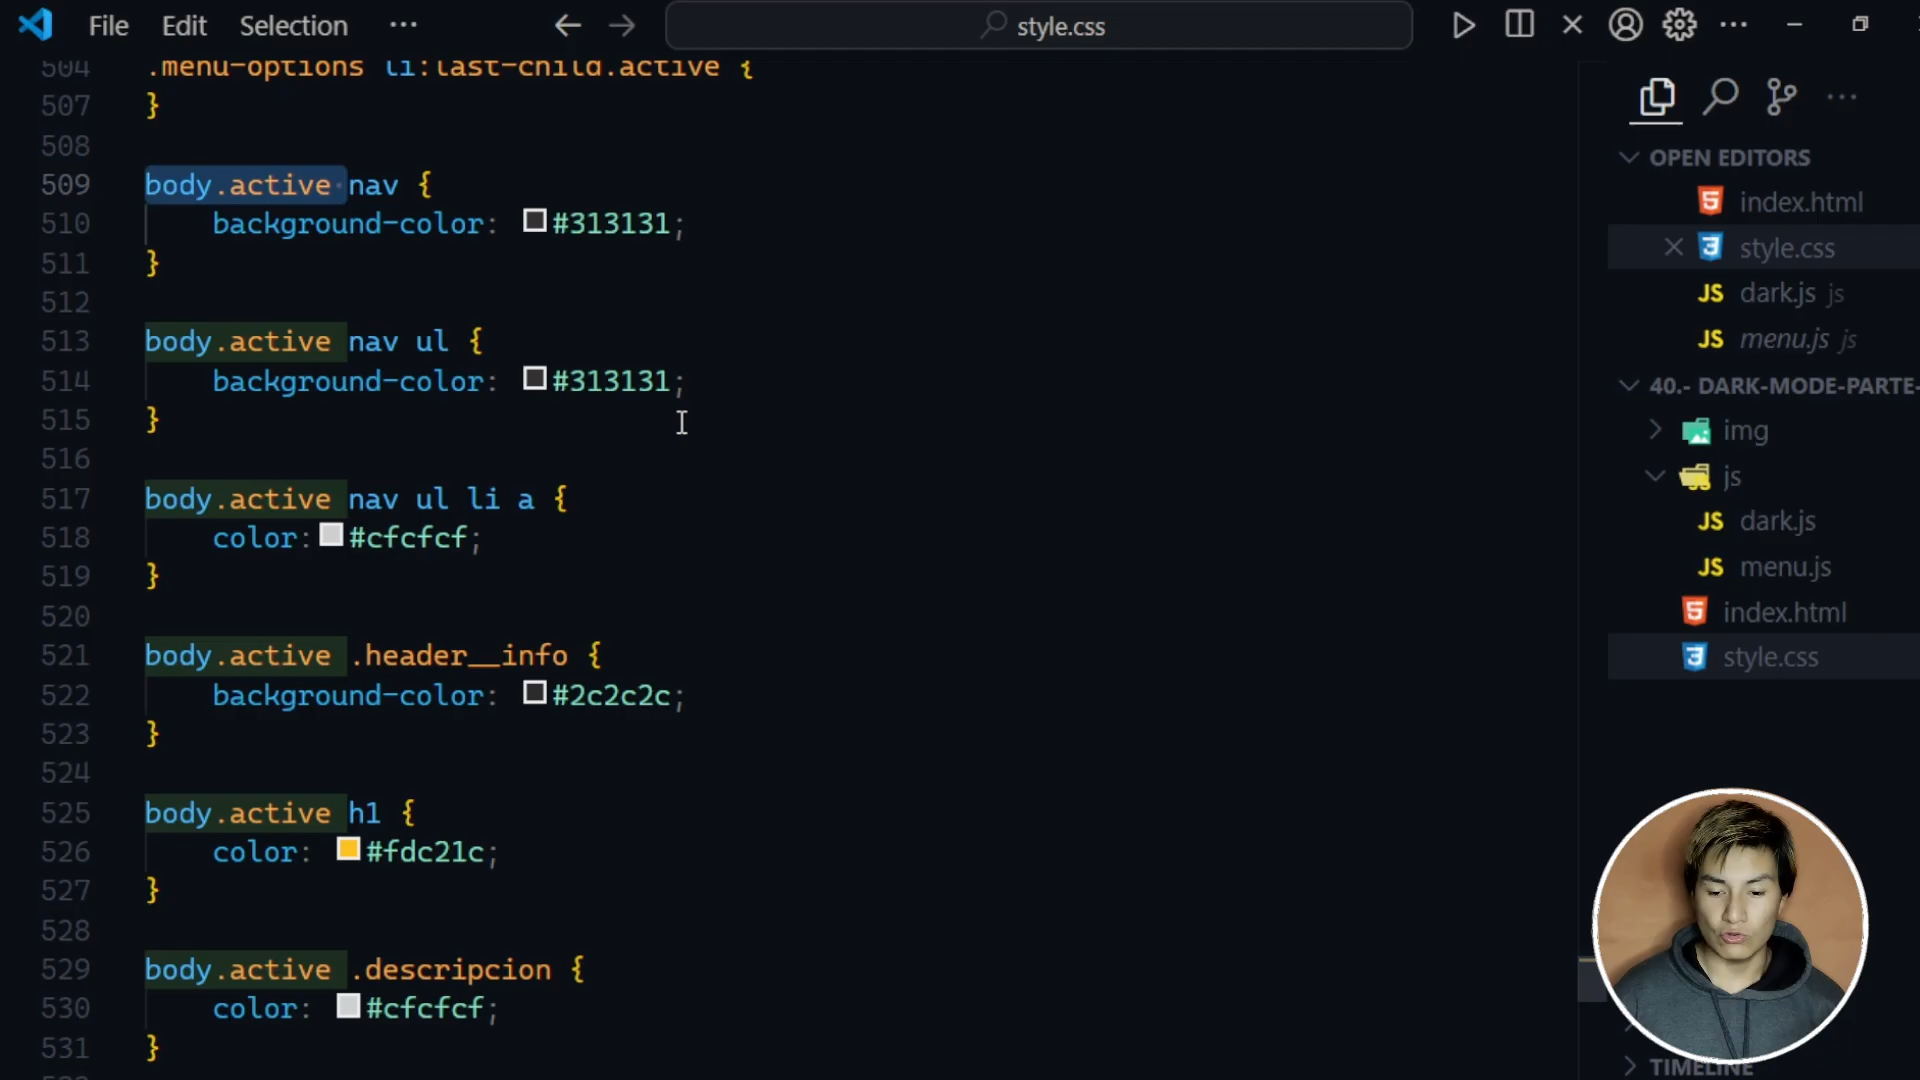 File Edit Selection ··· style.css ···
504 .menu-options li:last-child.active {
507 }
508
509 body.active nav {
510 background-color: #313131;
511 }
512
513 body.active nav ul {
514 background-color: #313131;
515 }
516
517 body.active nav ul li a {
518 color: #cfcfcf;
519 }
520
521 body.active .header__info {
522 background-color: #2c2c2c;
523 }
524
525 body.active h1 {
526 color: #fdc21c;
527 }
528
529 body.active .descripcion {
530 color: #cfcfcf;
531 }
OPEN EDITORS
index.html
style.css
JS dark.js js
JS menu.js js
40.- DARK-MODE-PARTE-
img
js
JS dark.js
JS menu.js
index.html
style.css
TIMELINE